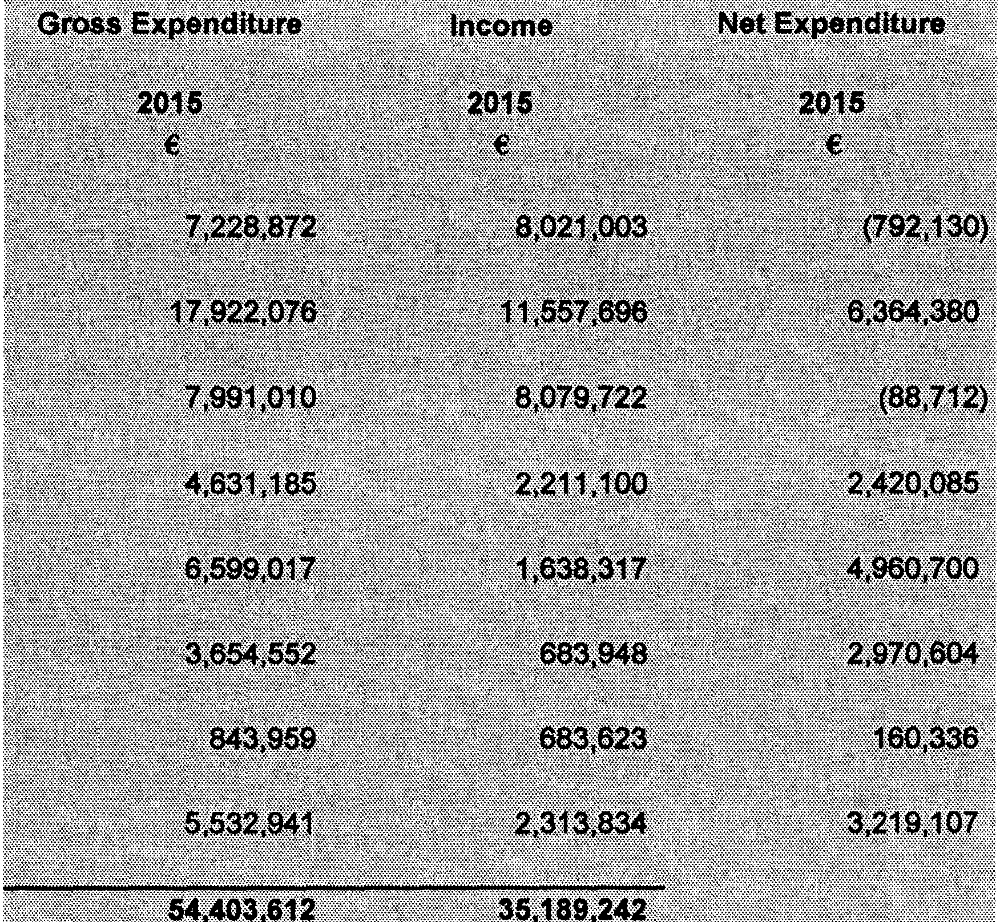 Gross Expenditure Income Net Expenditure
2015 2015 2015
€ € €
7,228,872 8,021,003 (792,130)
17,922,076 11,557,696 6,364,380
7,991,010 8,079,722 (88,712)
4,631,185 2,211,100 2,420,085
6,599,017 1,638,317 4,960,700
3,654,552 683,948 2,970,604
843,959 683,623 160,336
5,532,941 2,313,834 3,219,107
54,403,612 35,189,242